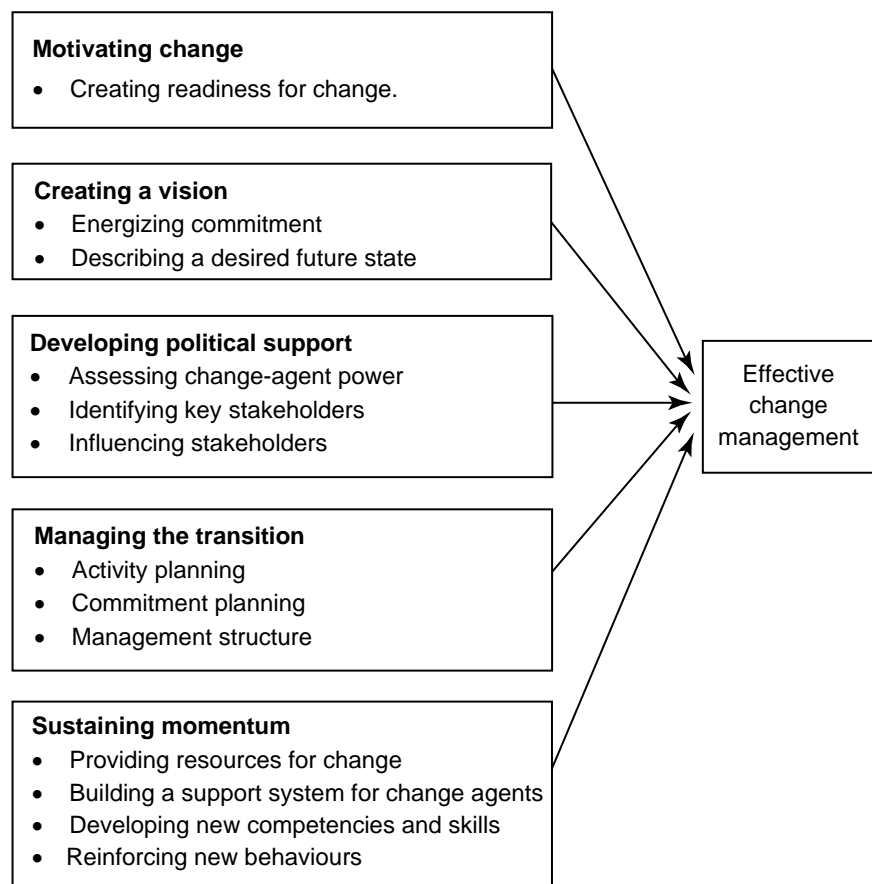 Motivating change
• Creating readiness for change.
Creating a vision
• Energizing commitment
• Describing a desired future state
Developing political support
• Assessing change-agent power
• Identifying key stakeholders
• Influencing stakeholders
Managing the transition
• Activity planning
• Commitment planning
• Management structure
Sustaining momentum
• Providing resources for change
• Building a support system for change agents
• Developing new competencies and skills
• Reinforcing new behaviours
Effective
change
management